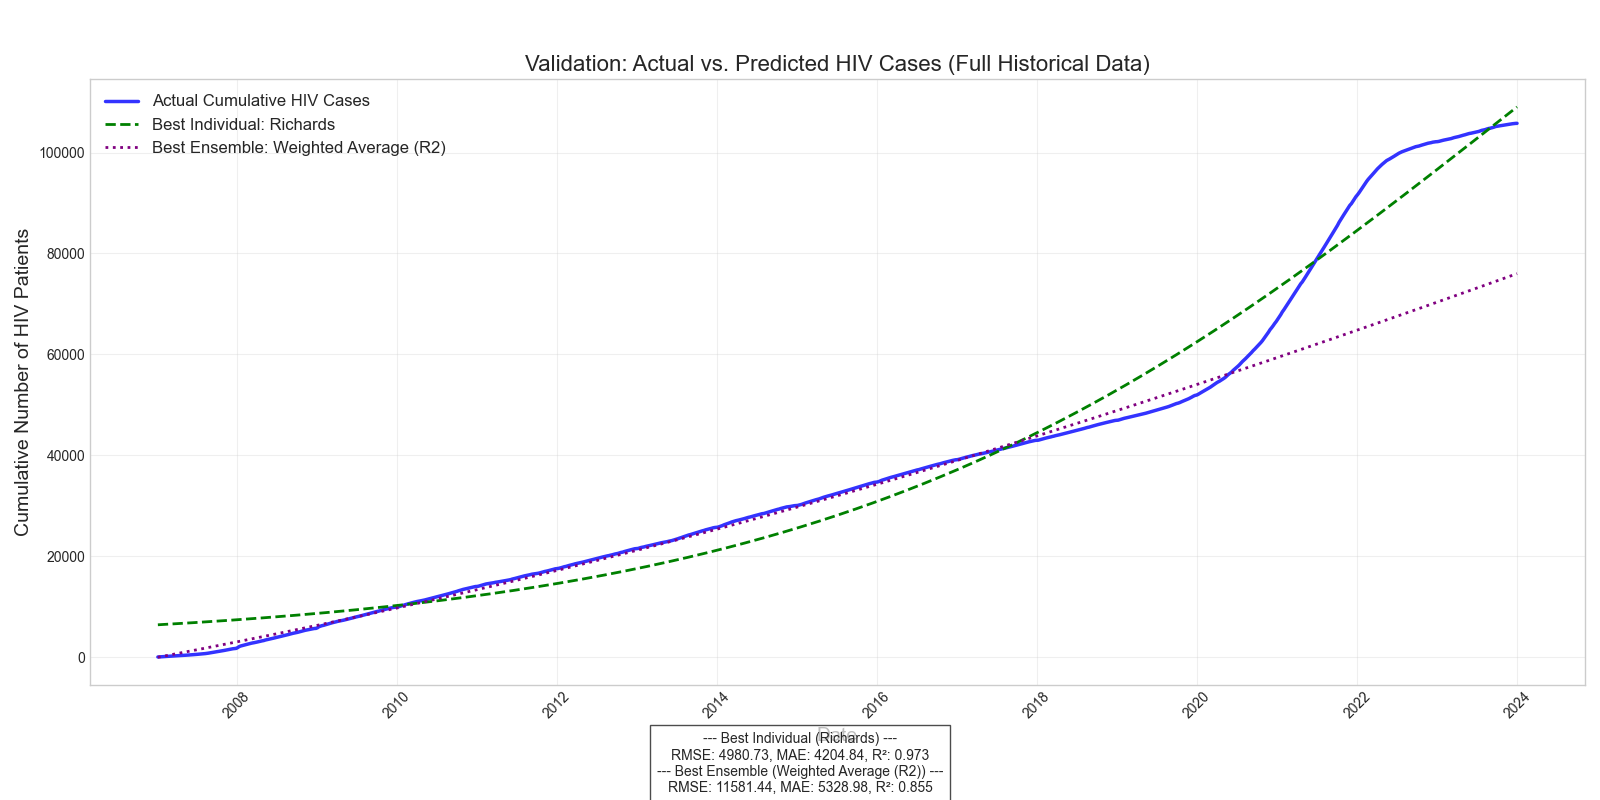 Validation: Actual vs. Predicted HIV Cases (Full Historical Data)
Actual Cumulative HIV Cases
Best Individual: Richards
Best Ensemble: Weighted Average (R2)
Cumulative Number of HIV Patients
100000
80000
60000
40000
20000
0
2008
2010
2012
2014
2016
2018
2020
2022
2024
Date
--- Best Individual (Richards) ---
RMSE: 4980.73, MAE: 4204.84, R²: 0.973
--- Best Ensemble (Weighted Average (R2)) ---
RMSE: 11581.44, MAE: 5328.98, R²: 0.855